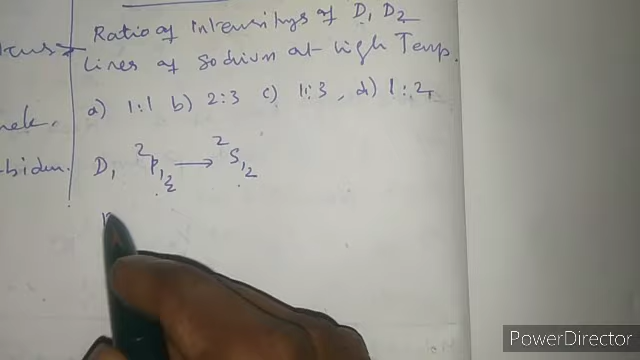 Ratio of intensitys of D1 D2
lines of sodium at high Temp.
a) 1:1 b) 2:3 c) 1:3, d) 1:2
D1 2P1/2 → 2S1/2
PowerDirector